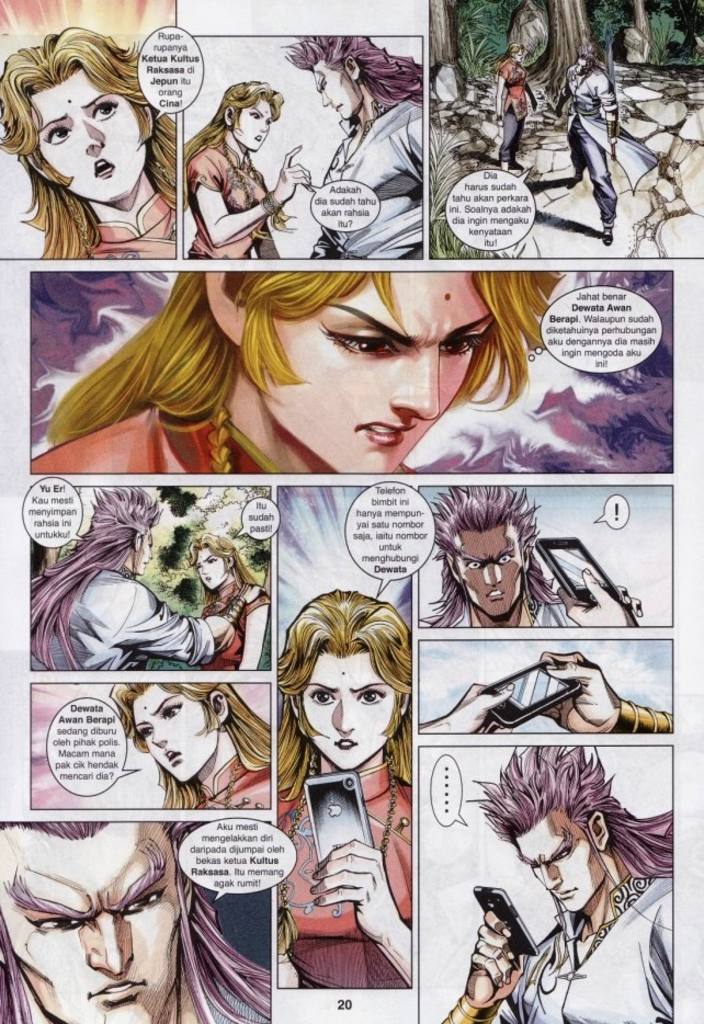 Rupa-
rupanya
Ketua Kultus
Raksasa di
Jepun itu
orang
Cina!
Adakah
dia sudah tahu
akan rahsia
itu?
Dia
harus sudah
tahu akan perkara
ini. Soalnya adakah
dia ingin mengaku
kenyataan
itu!
Jahat benar
Dewata Awan
Berapi. Walaupun sudah
diketahuinya perhubungan
aku dengannya dia masih
ingin mengoda aku
ini!
Yu Er!
Kau mesti
menyimpan
rahsia ini
untukku!
Itu
sudah
pasti!
Dewata
Awan Berapi
sedang diburu
oleh pihak polis.
Macam mana
pak cik hendak
mencari dia?
Aku mesti
mengelakkan diri
daripada dijumpai oleh
bekas ketua Kultus
Raksasa. Itu memang
agak rumit!
Telefon
bimbit ini
hanya mempun-
yai satu nombor
saja, iaitu nombor
untuk
menghubungi
Dewata
!
......
20